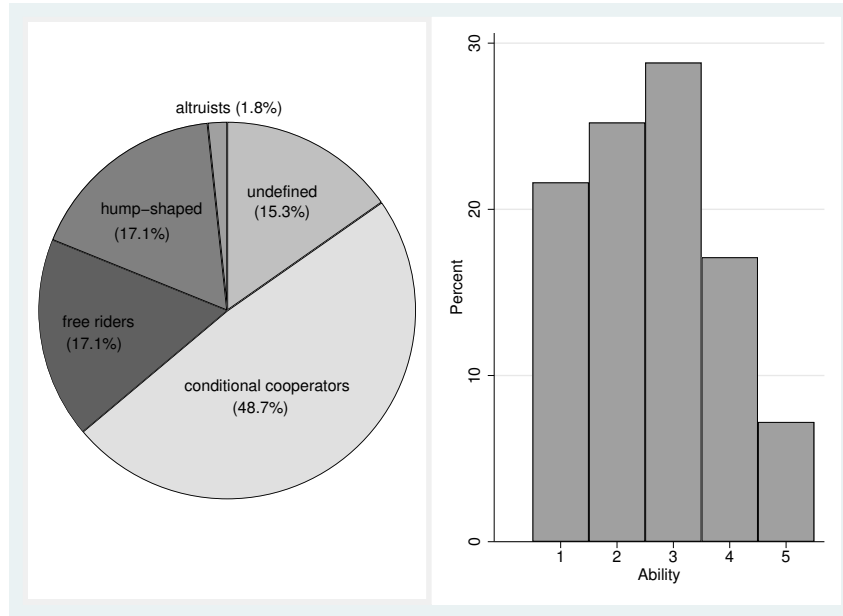 altruists (1.8%)
undefined
(15.3%)
hump−shaped
(17.1%)
free riders
(17.1%)
conditional cooperators
(48.7%)
Percent
30
20
10
0
1 2 3 4 5
Ability